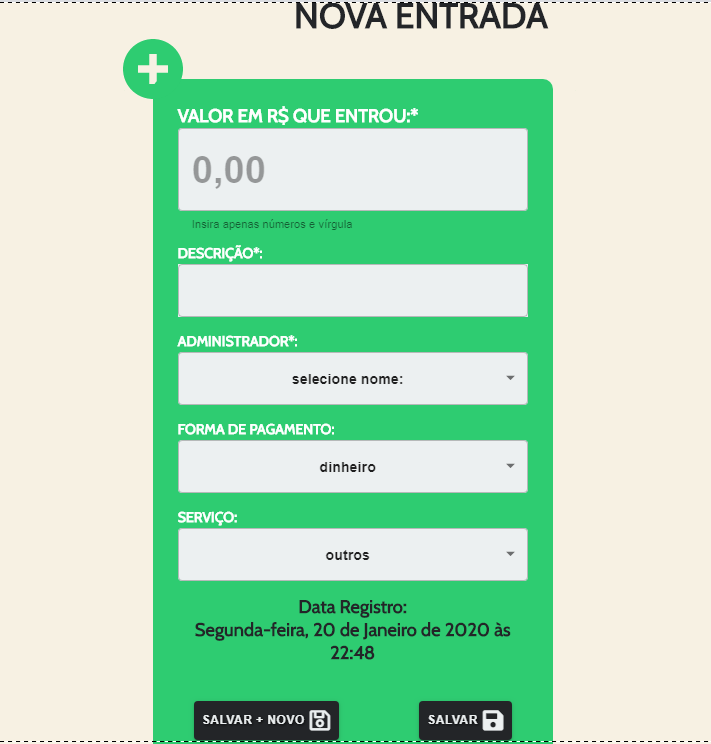 NOVA ENTRADA
VALOR EM R$ QUE ENTROU:*
0,00
Insira apenas números e vírgula
DESCRIÇÃO*:
ADMINISTRADOR*:
selecione nome:
FORMA DE PAGAMENTO:
dinheiro
SERVIÇO:
outros
Data Registro:
Segunda-feira, 20 de Janeiro de 2020 às
22:48
SALVAR + NOVO
SALVAR